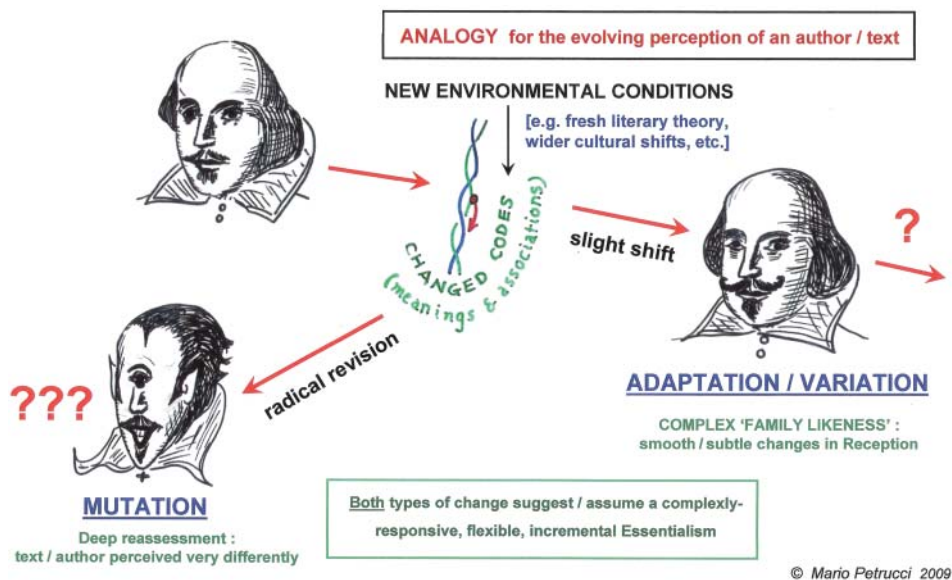 ANALOGY for the evolving perception of an author / text
NEW ENVIRONMENTAL CONDITIONS
[e.g. fresh literary theory,
wider cultural shifts, etc.]
CHANGED CODES
(meanings & associations)
slight shift
?
radical revision
ADAPTATION / VARIATION
COMPLEX ‘FAMILY LIKENESS’ :
smooth / subtle changes in Reception
???
MUTATION
Deep reassessment :
text / author perceived very differently
Both types of change suggest / assume a complexly-
responsive, flexible, incremental Essentialism
© Mario Petrucci 2009